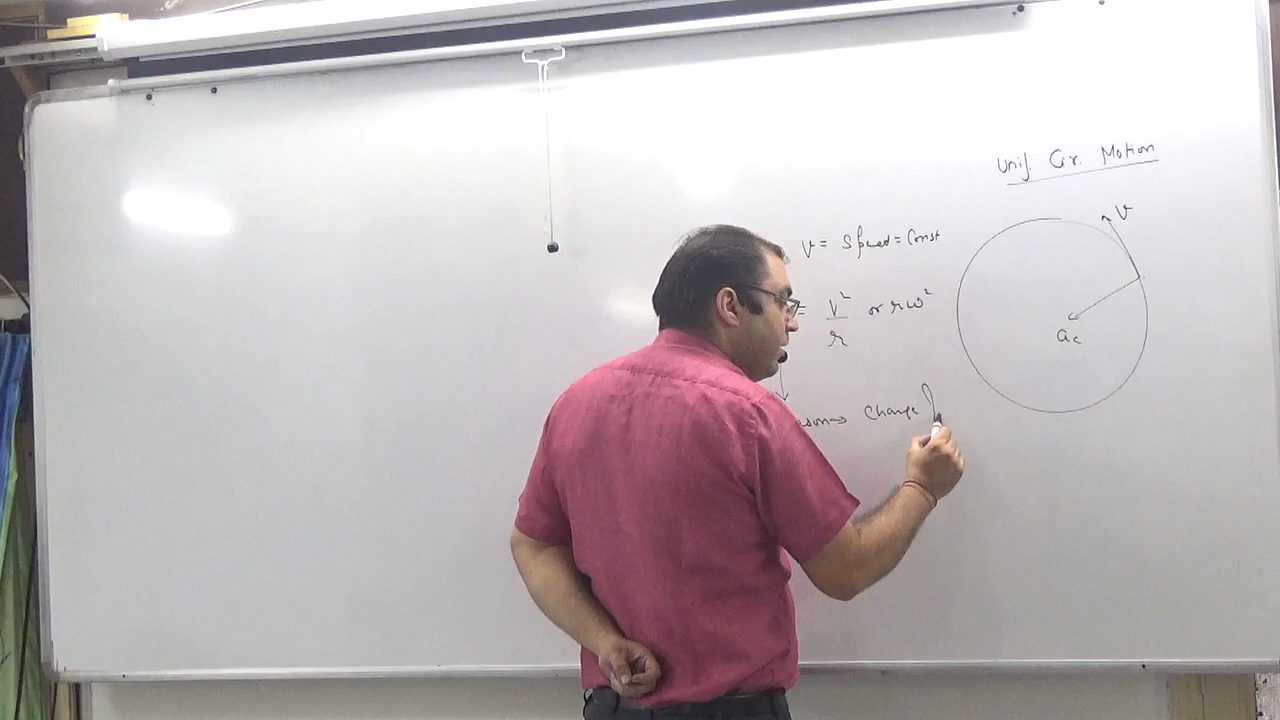 Unif. Cir. Motion
v
v = Speed = Const
= v²/r or rω²
ac
→ Change